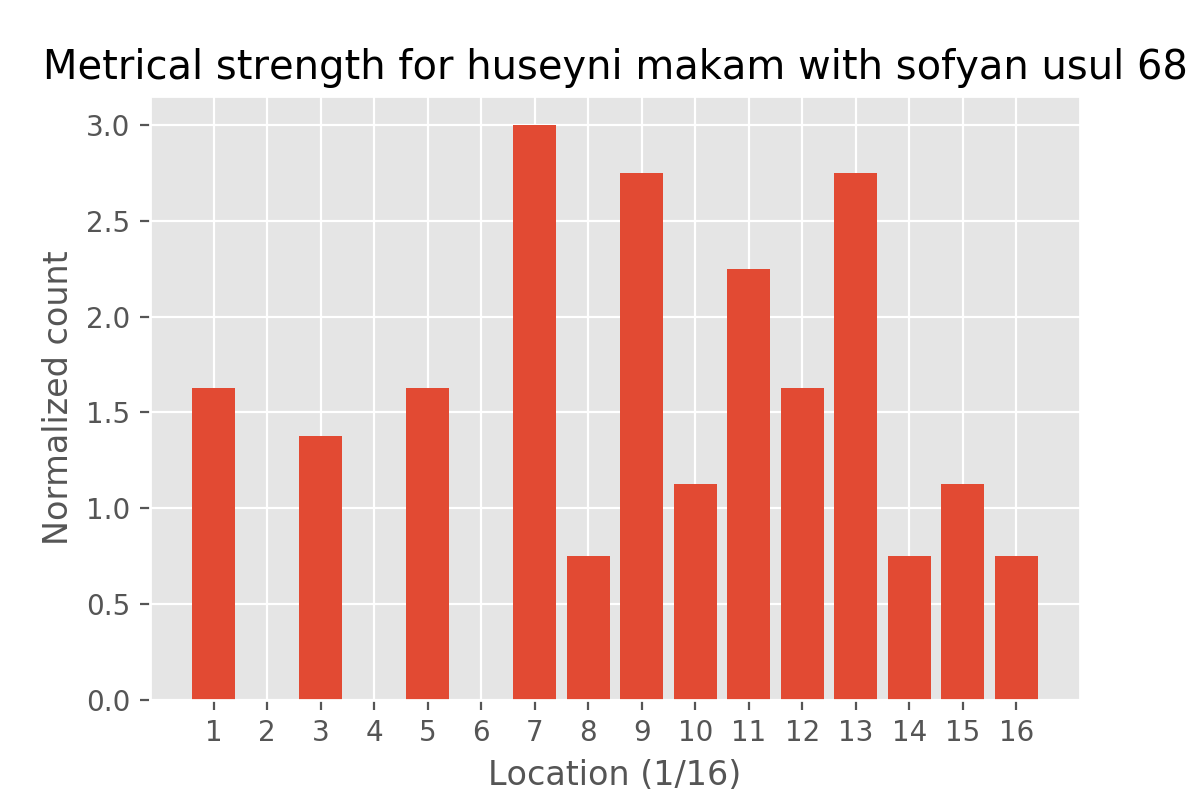 Metrical strength for huseyni makam with sofyan usul 68
3.0
2.5
2.0
1.5
1.0
0.5
0.0
Normalized count
1 2 3 4 5 6 7 8 9 10 11 12 13 14 15 16
Location (1/16)